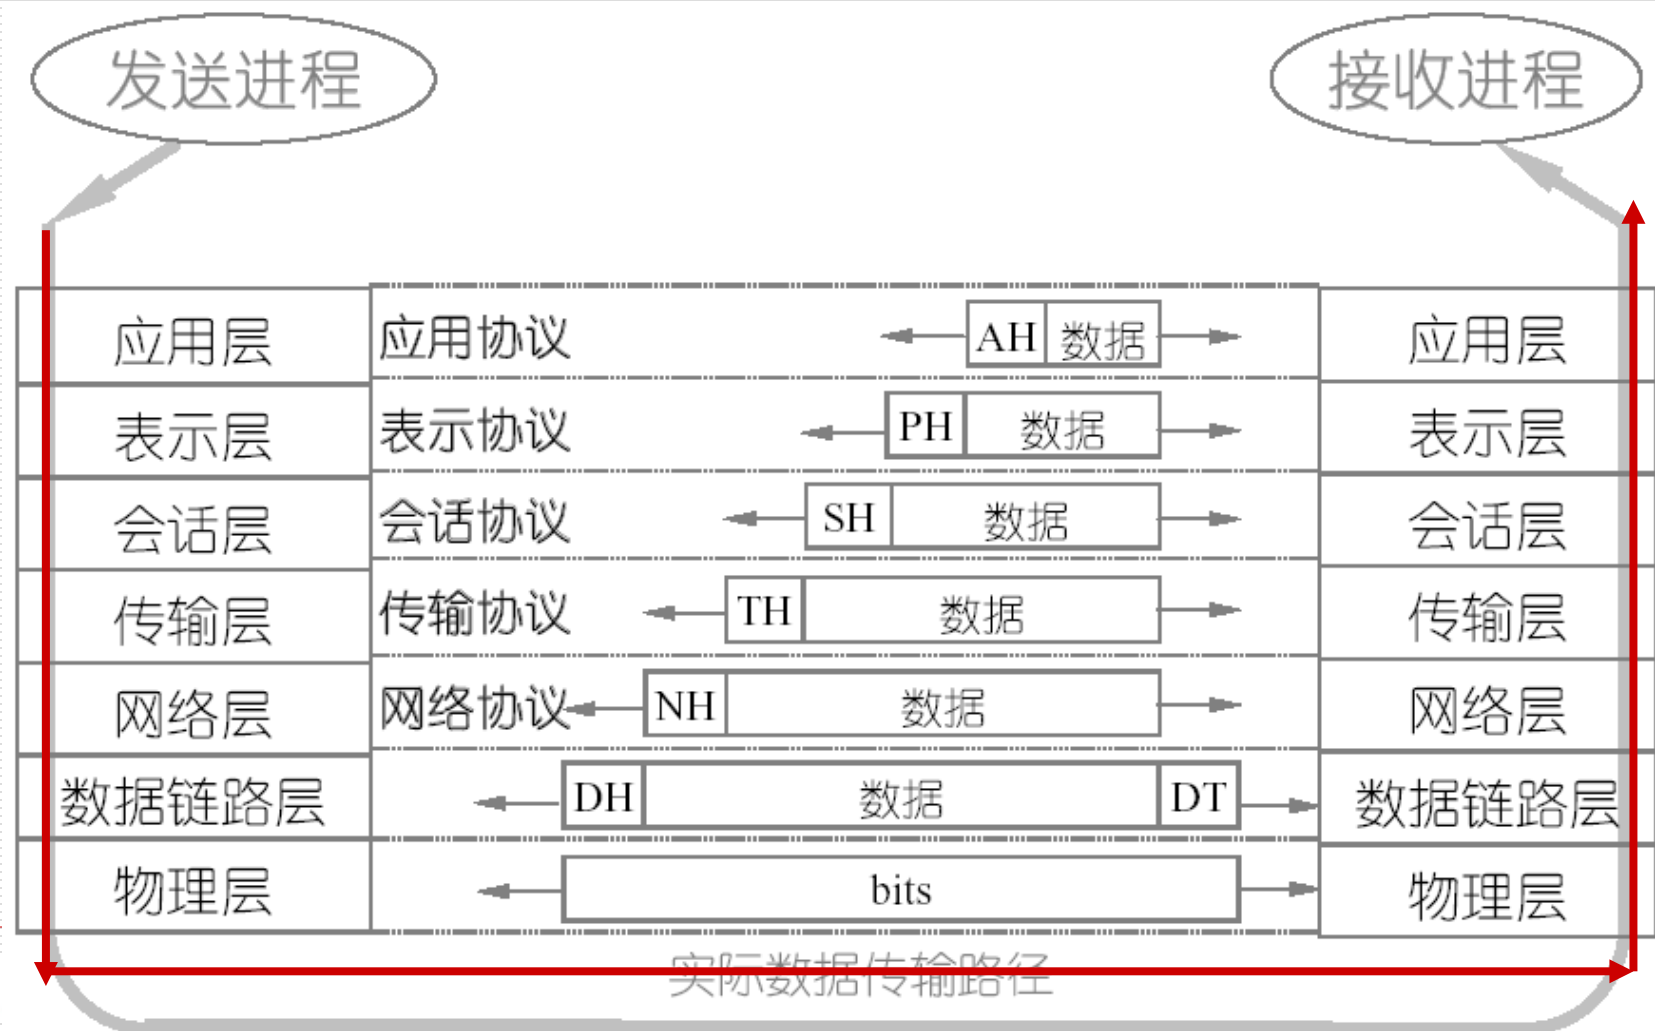 发送进程
接收进程
应用层 应用协议 AH 数据 应用层
表示层 表示协议 PH 数据 表示层
会话层 会话协议 SH 数据 会话层
传输层 传输协议 TH 数据 传输层
网络层 网络协议 NH 数据 网络层
数据链路层 DH 数据 DT 数据链路层
物理层 bits 物理层
实际数据传输路径